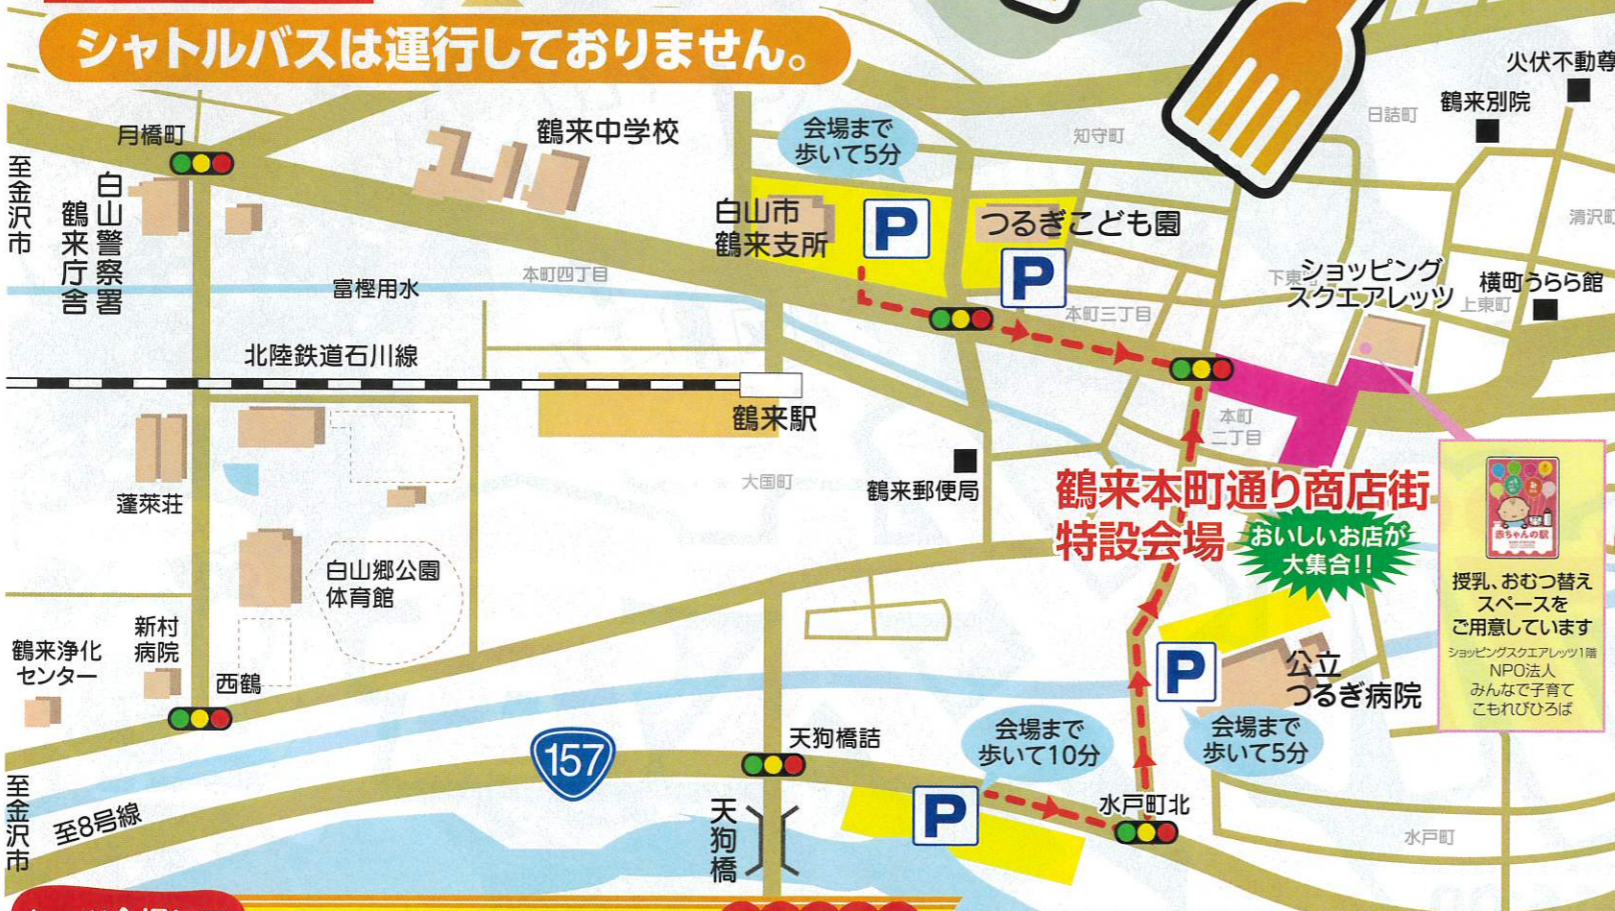 シャトルバスは運行しておりません。
火伏不動尊
鶴来別院
日詰町
知守町
月橋町
鶴来中学校
会場まで
歩いて5分
至金沢市
白山警察署
鶴来庁舎
白山市
鶴来支所
P
つるぎこども園
P
清沢町
富樫用水
本町四丁目
本町三丁目
ショッピング
スクエアレッツ
横町うらら館
上東町
北陸鉄道石川線
鶴来駅
本町
二丁目
大国町
鶴来郵便局
蓬萊荘
鶴来本町通り商店街
特設会場
おいしいお店が
大集合!!
赤ちゃんの駅
授乳、おむつ替え
スペースを
ご用意しています
ショッピングスクエアレッツ1階
NPO法人
みんなで子育て
こもれびひろば
白山郷公園
体育館
新村
病院
鶴来浄化
センター
西鶴
P
公立
つるぎ病院
会場まで
歩いて5分
会場まで
歩いて10分
天狗橋詰
157
P
水戸町北
水戸町
至金沢市
至8号線
天狗橋